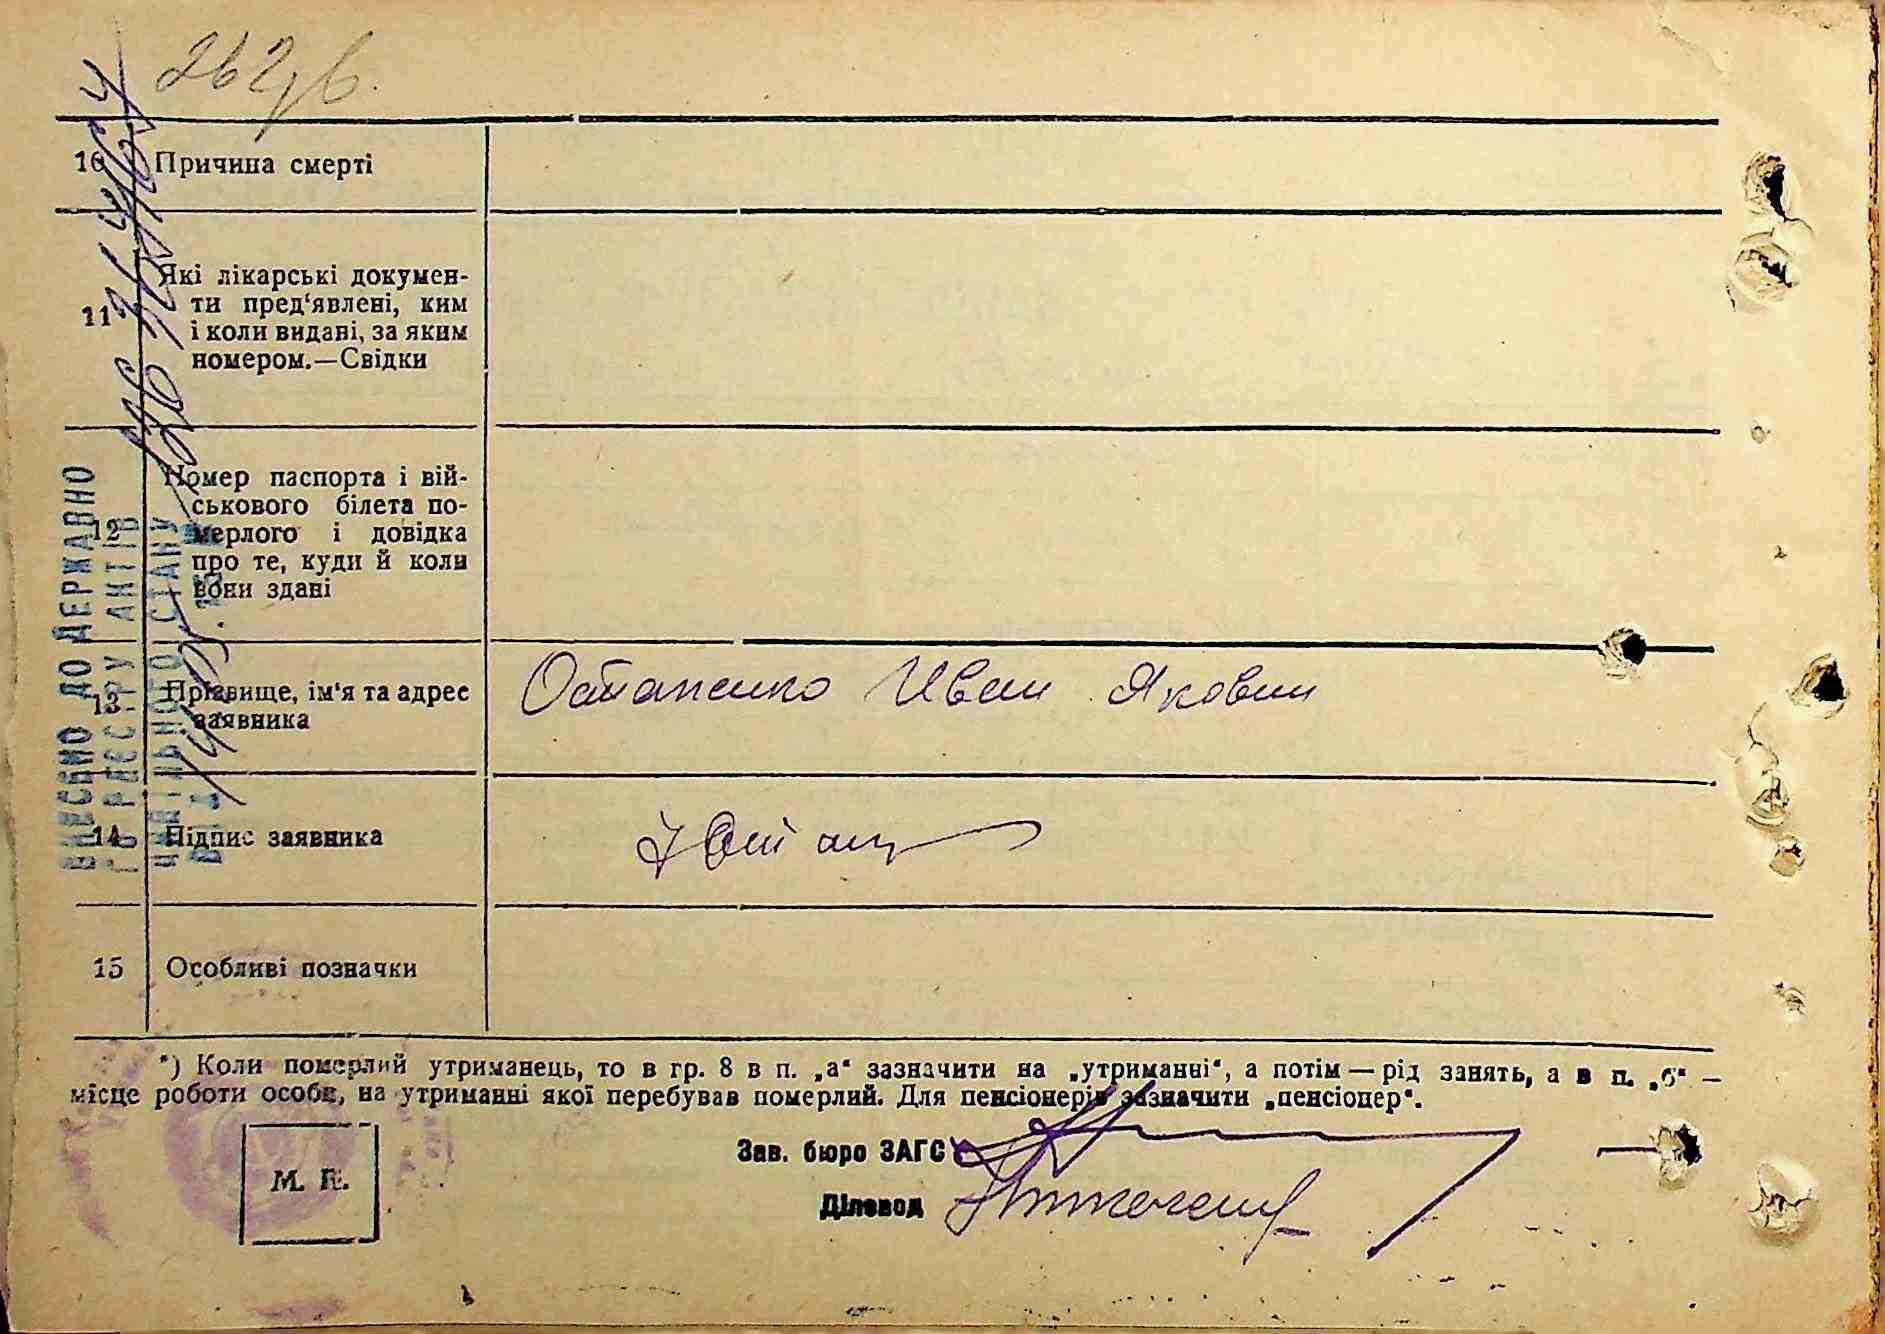 262, в.
10 Причина смерті
11 Які лікарські докумен-
ти пред'явлені, ким
і коли видані, за яким
номером.—Свідки
12 Номер паспорта і вій-
ськового білета по-
мерлого і довідка
про те, куди й коли
вони здані
13 Прізвище, ім'я та адрес
заявника
Остапенко Иван Якович
14 Підпис заявника
15 Особливі позначки
*) Коли померлий утриманець, то в гр. 8 в п. „а" зазначити на „утриманні", а потім — рід занять, а в п. „б" —
місце роботи особи, на утриманні якої перебував померлий. Для пенсіонерів зазначити „пенсіонер".
Зав. бюро ЗАГС
М. П.
Діловод
ВНЕСЕНО ДО ДЕРЖАВНО
ГО РЕЄСТРУ АКТІВ
ЦИВІЛЬНОГО СТАНУ
ВІД